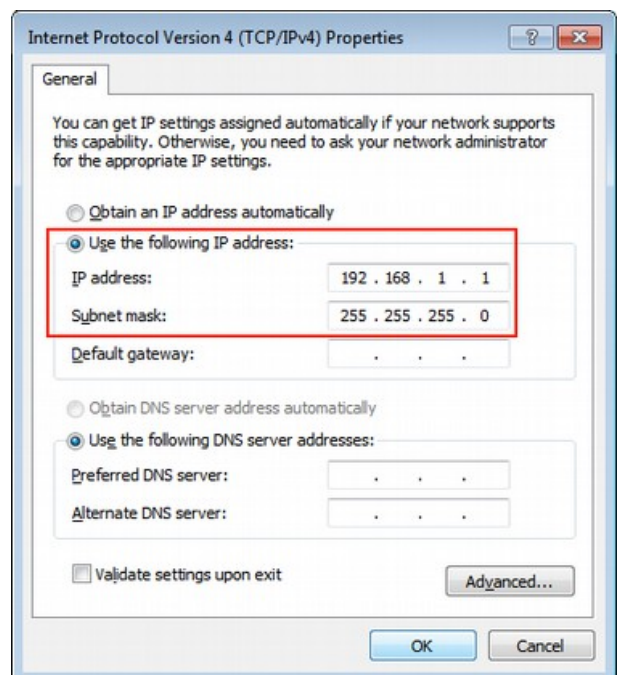 Internet Protocol Version 4 (TCP/IPv4) Properties
General
You can get IP settings assigned automatically if your network supports
this capability. Otherwise, you need to ask your network administrator
for the appropriate IP settings.
Obtain an IP address automatically
Use the following IP address:
IP address: 192 . 168 . 1 . 1
Subnet mask: 255 . 255 . 255 . 0
Default gateway: . . .
Obtain DNS server address automatically
Use the following DNS server addresses:
Preferred DNS server: . . .
Alternate DNS server: . . .
Validate settings upon exit
Advanced...
OK Cancel